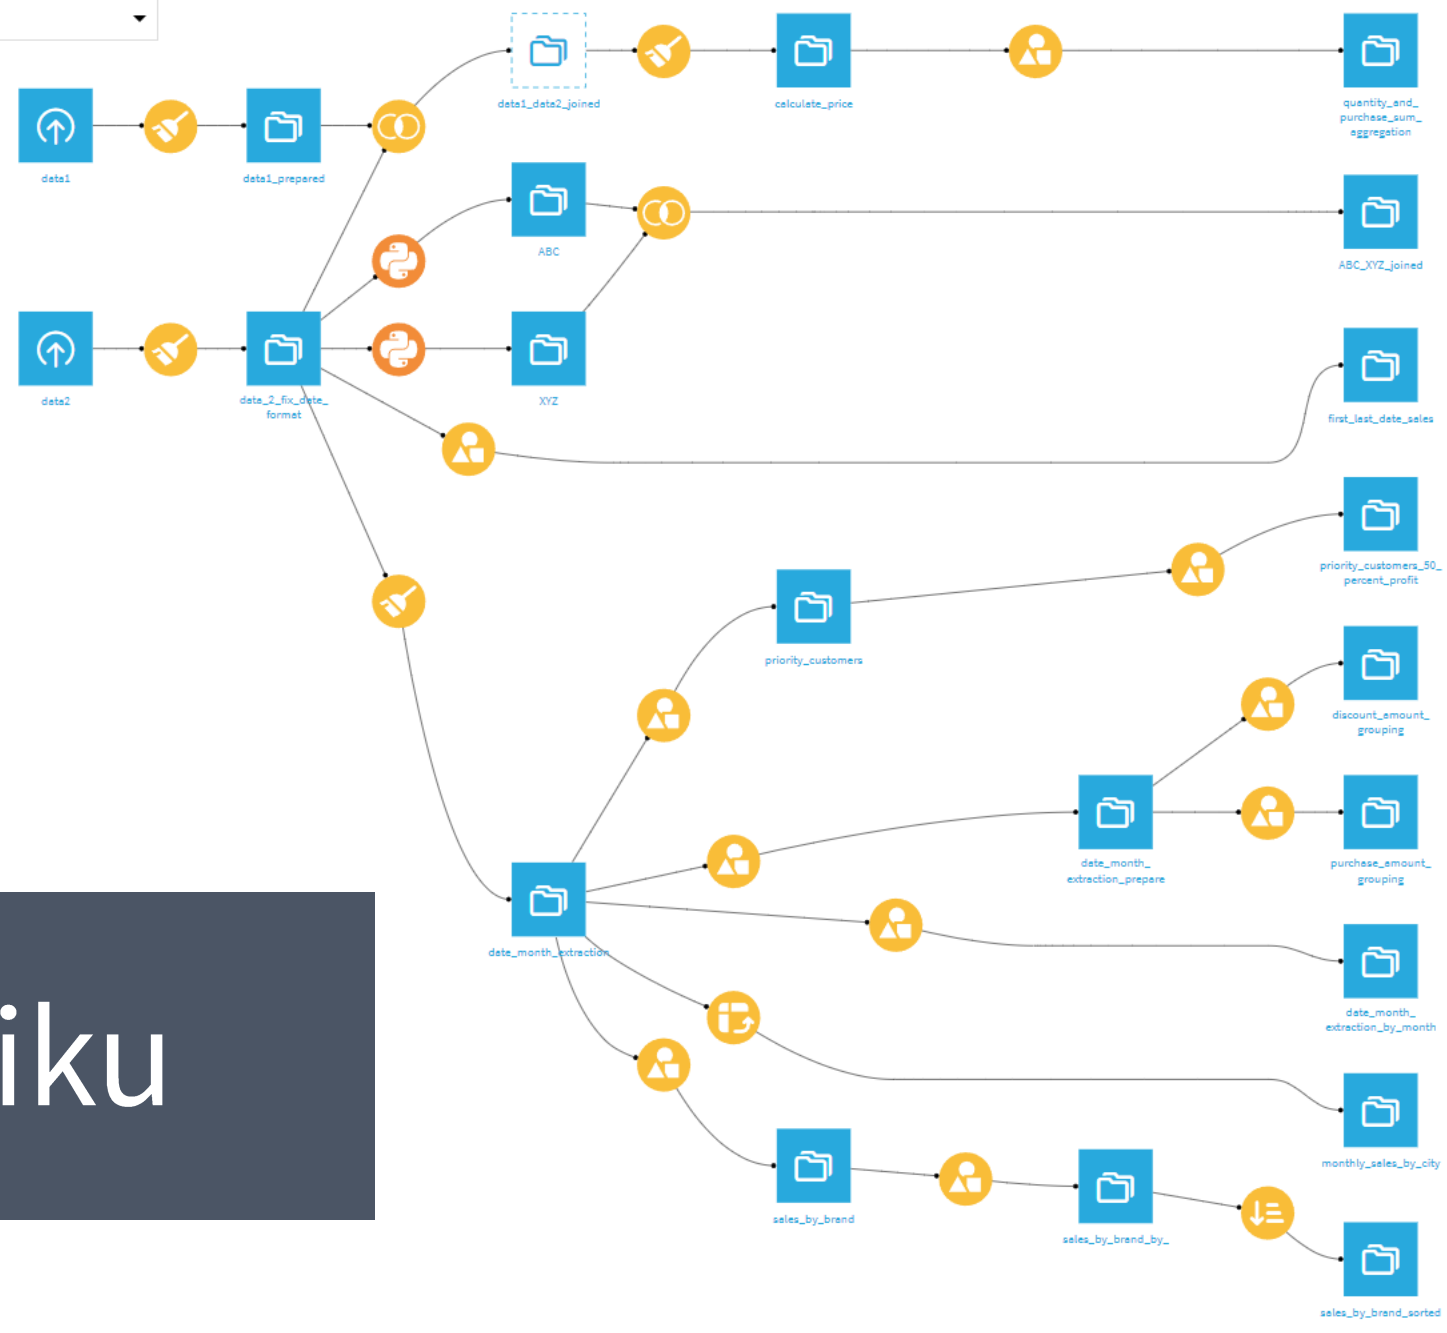 data1_data2_joined
calculate_price
quantity_and_
purchase_sum_
aggregation
data1
data1_prepared
ABC
ABC_XYZ_joined
data2
data_2_fix_date_
format
XYZ
first_last_date_sales
priority_customers_50_
percent_profit
priority_customers
discount_amount_
grouping
date_month_
extraction_prepare
purchase_amount_
grouping
date_month_extraction
date_month_
extraction_by_month
iku
monthly_sales_by_city
sales_by_brand
sales_by_brand_by_
sales_by_brand_sorted